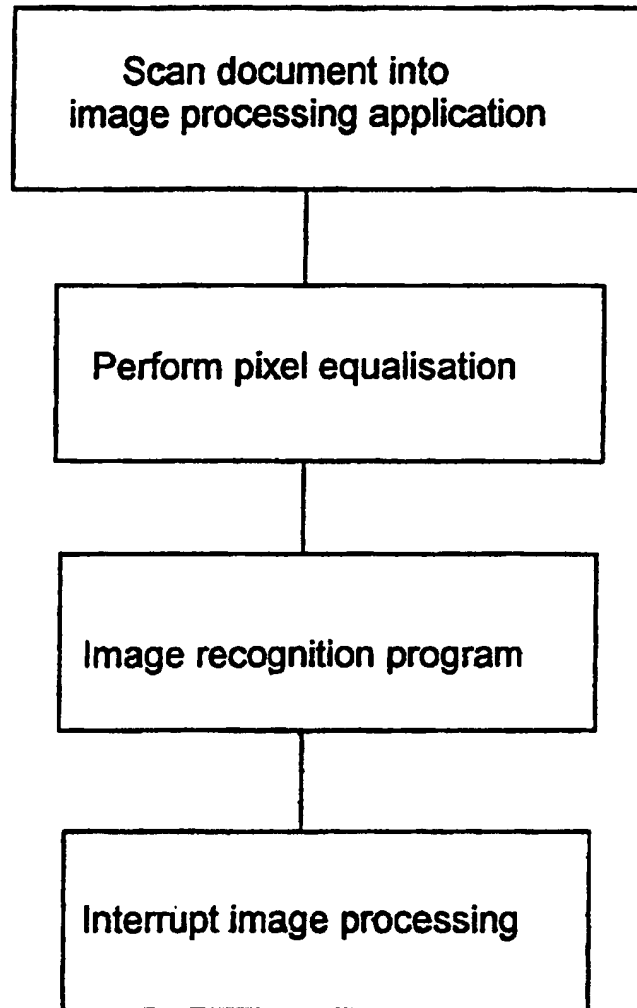 Scan document into
image processing application
Perform pixel equalisation
Image recognition program
Interrupt image processing